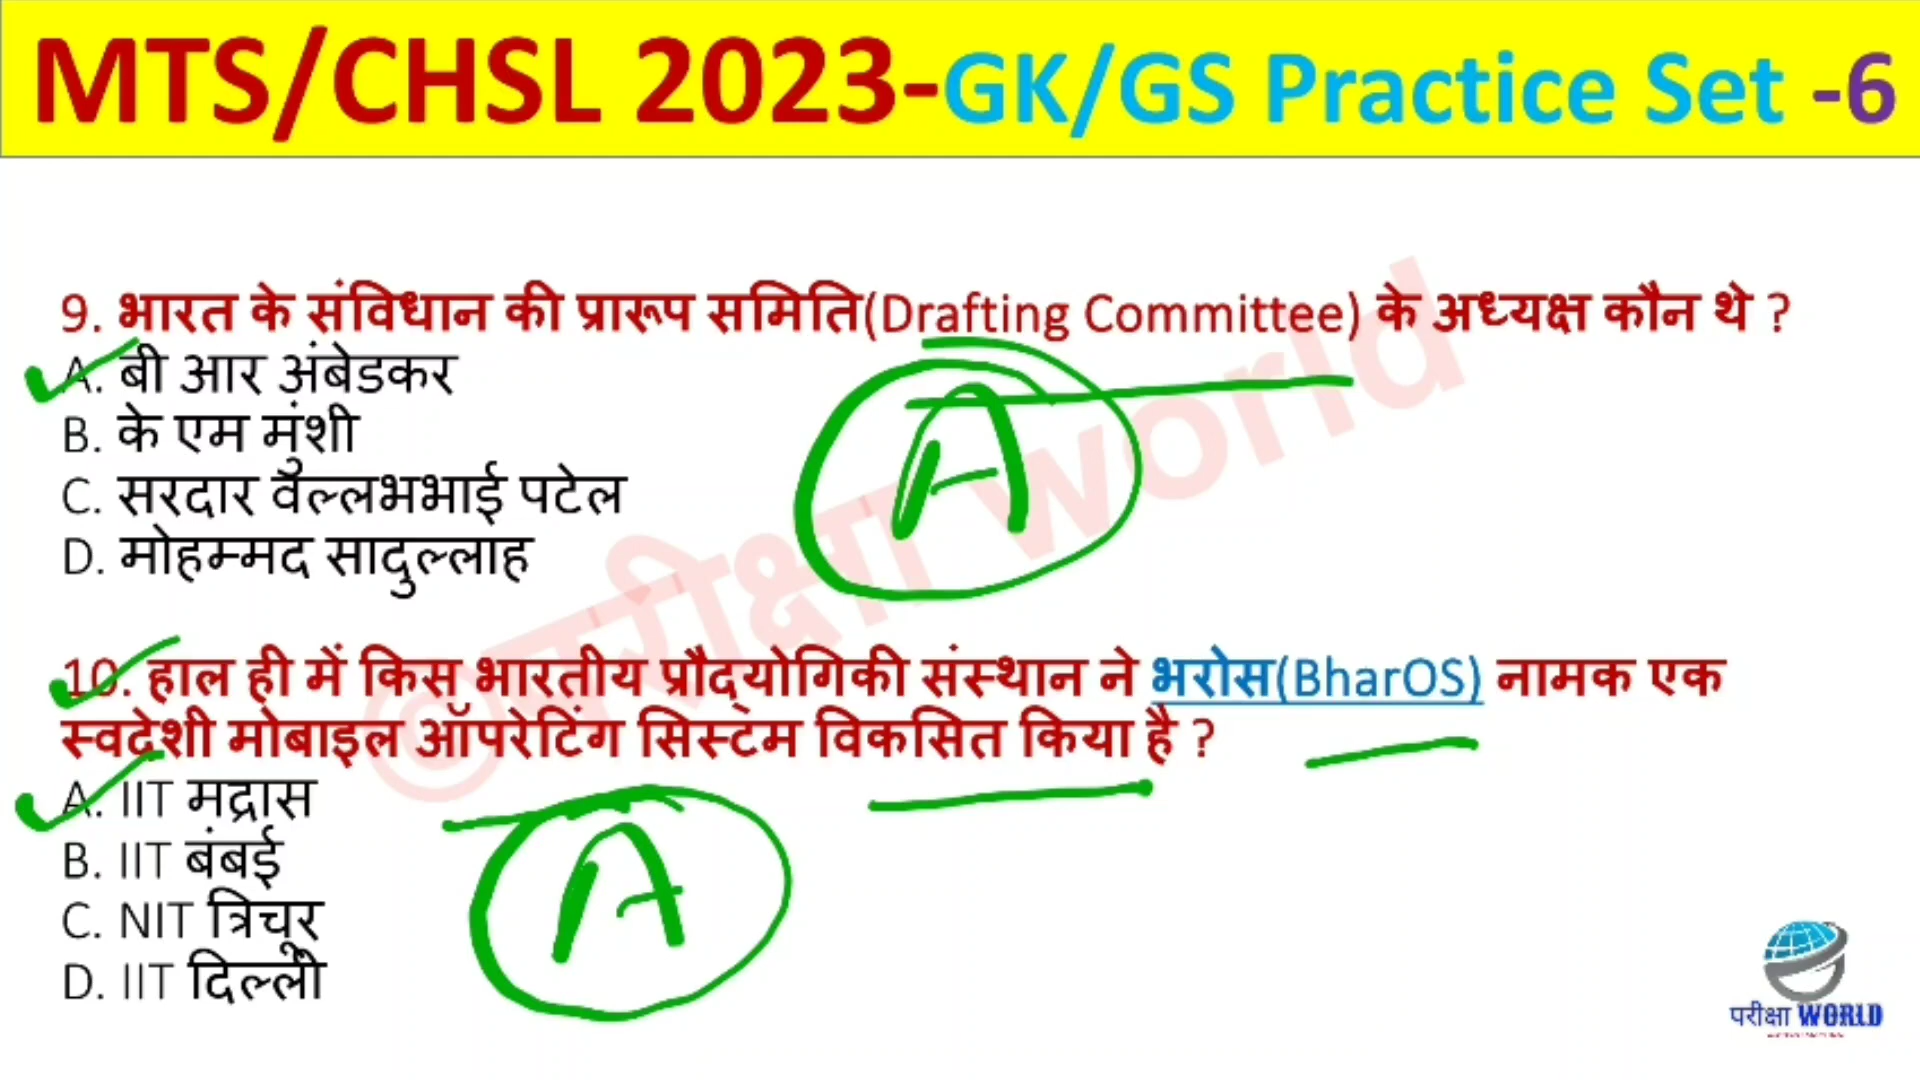 MTS/CHSL 2023-GK/GS Practice Set -6
9. भारत के संविधान की प्रारूप समिति(Drafting Committee) के अध्यक्ष कौन थे ?
A. बी आर अंबेडकर
B. के एम मुंशी
C. सरदार वल्लभभाई पटेल
D. मोहम्मद सादुल्लाह
A
10. हाल ही में किस भारतीय प्रौद्योगिकी संस्थान ने भरोस(BharOS) नामक एक
स्वदेशी मोबाइल ऑपरेटिंग सिस्टम विकसित किया है ?
A. IIT मद्रास
B. IIT बंबई
C. NIT त्रिचूर
D. IIT दिल्ली
A
©परीक्षा world
परीक्षा WORLD